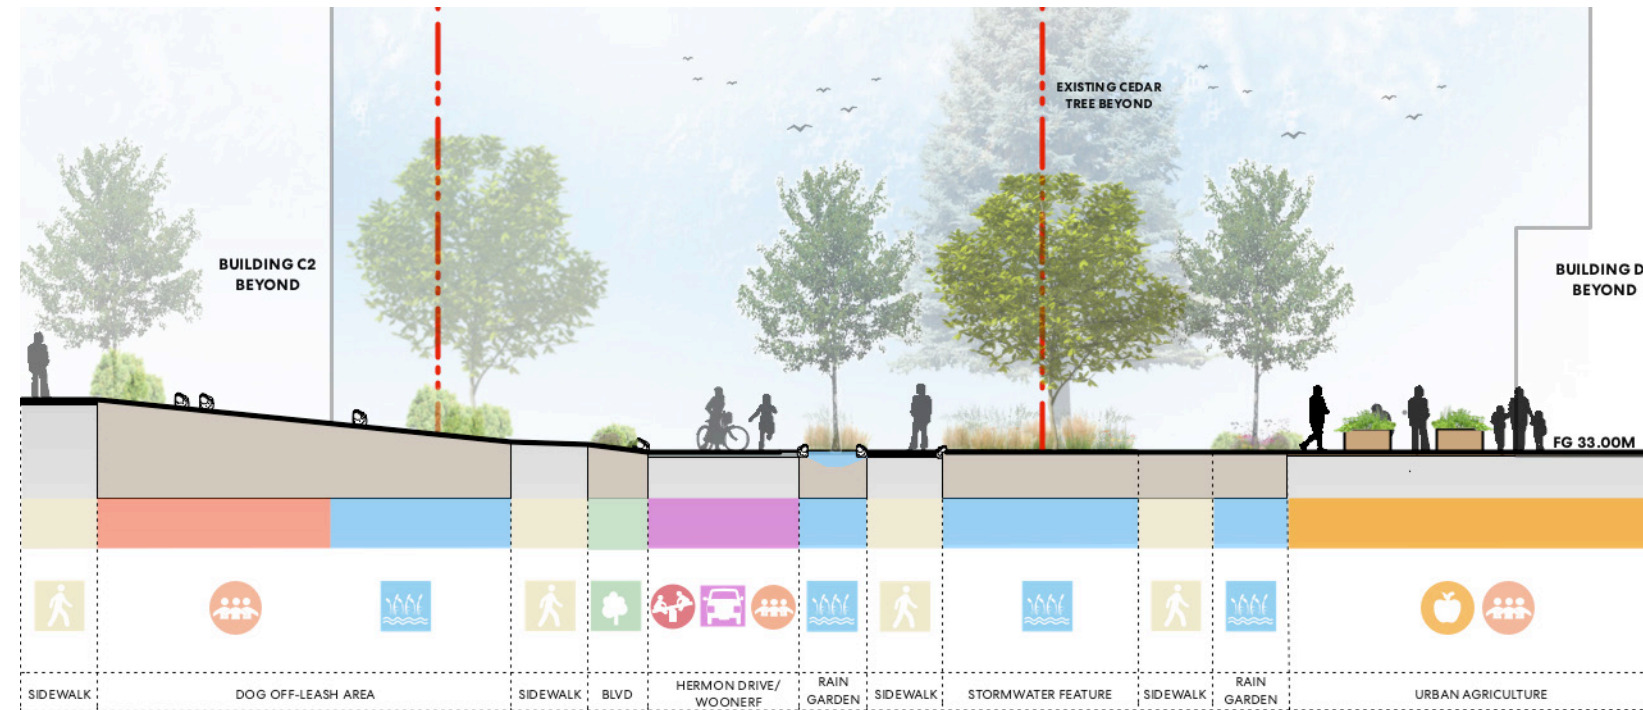 EXISTING CEDAR
TREE BEYOND
BUILDING C2
BEYOND
BUILDING D
BEYOND
FG 33.00M
SIDEWALK
DOG OFF-LEASH AREA
SIDEWALK
BLVD
HERMON DRIVE/
WOONERF
RAIN
GARDEN
SIDEWALK
STORMWATER FEATURE
SIDEWALK
RAIN
GARDEN
URBAN AGRICULTURE